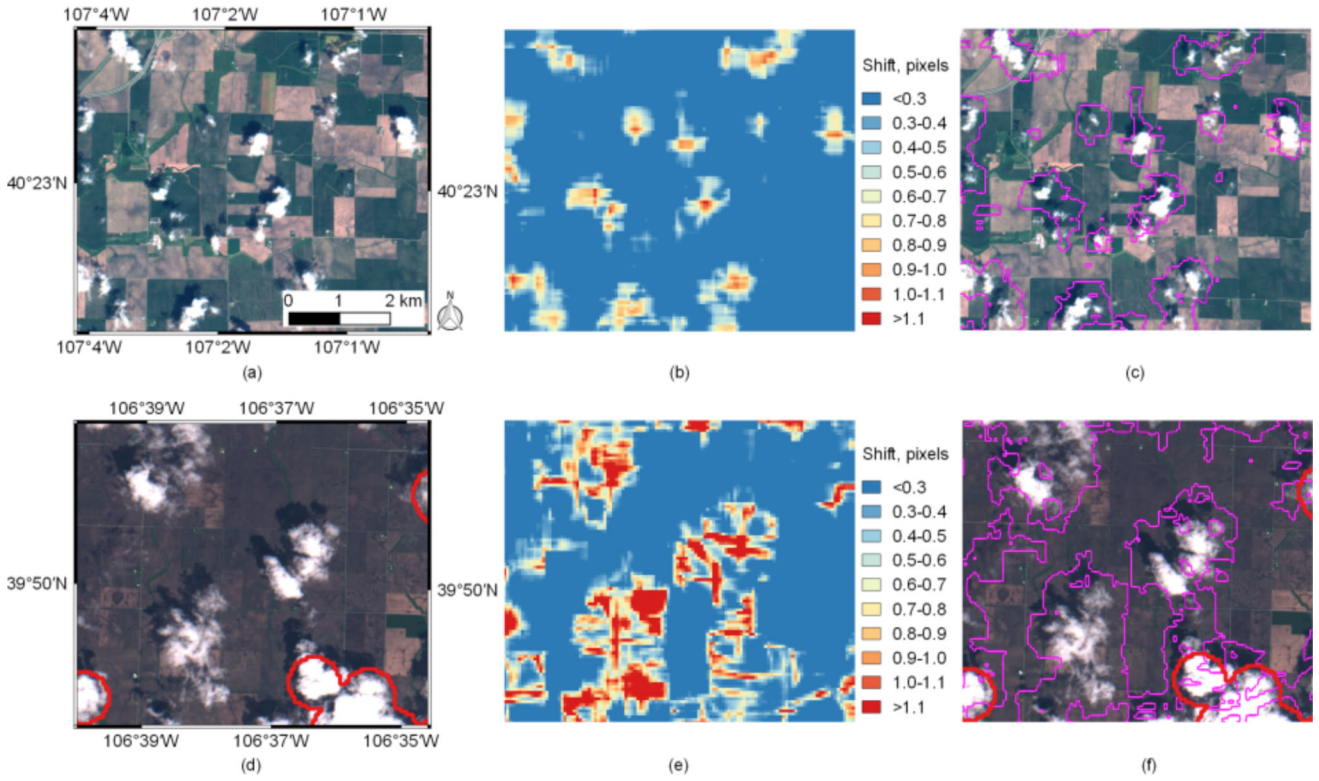 107°4'W 107°2'W 107°1'W
40°23'N
0 1 2 km
N
107°4'W 107°2'W 107°1'W
(a)
40°23'N
Shift, pixels
<0.3
0.3-0.4
0.4-0.5
0.5-0.6
0.6-0.7
0.7-0.8
0.8-0.9
0.9-1.0
1.0-1.1
>1.1
(b)
(c)
106°39'W 106°37'W 106°35'W
39°50'N
106°39'W 106°37'W 106°35'W
(d)
39°50'N
Shift, pixels
<0.3
0.3-0.4
0.4-0.5
0.5-0.6
0.6-0.7
0.7-0.8
0.8-0.9
0.9-1.0
1.0-1.1
>1.1
(e)
(f)